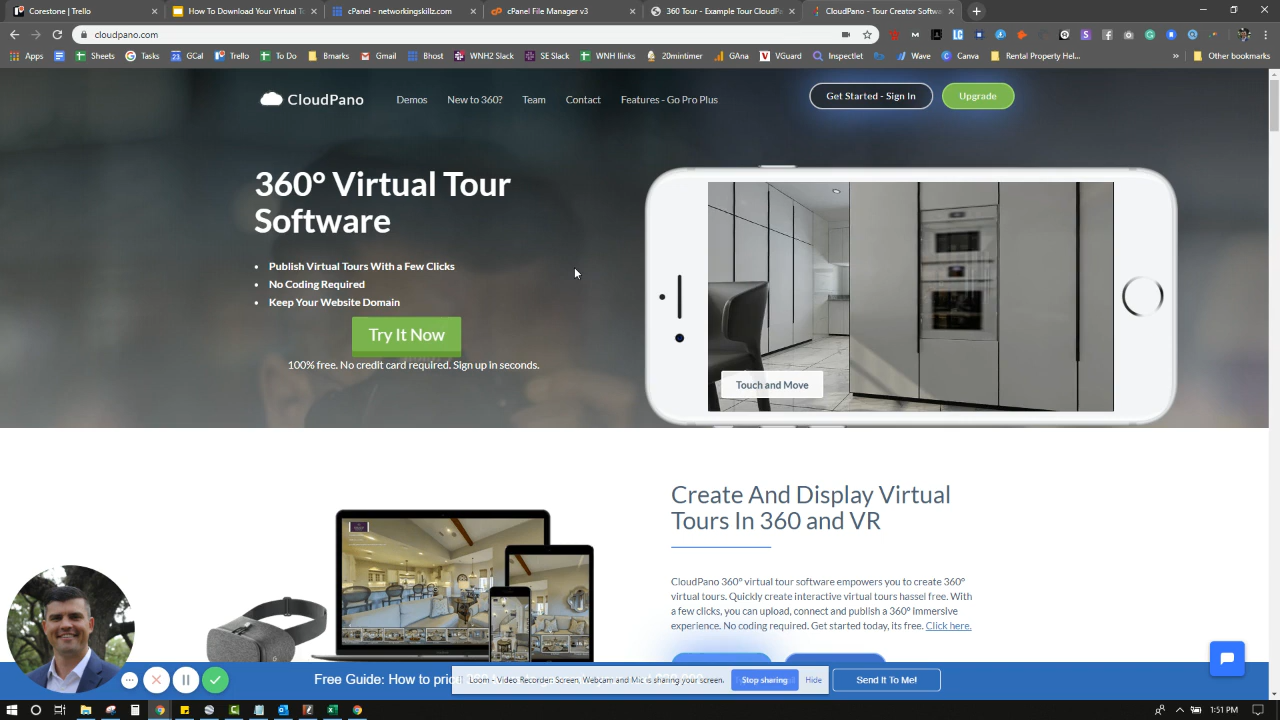 Corestone | Trello
How To Download Your Virtual T
cPanel - networkingskillz.com
cPanel File Manager v3
360 Tour - Example Tour CloudP
CloudPano - Tour Creator Softw
cloudpano.com
Apps
Sheets
Tasks
GCal
Trello
To Do
Bmarks
Gmail
Bhost
WNH2 Slack
SE Slack
WNH llinks
20mintimer
GAna
VGuard
Inspectlet
Wave
Canva
Rental Property Hel...
Other bookmarks
CloudPano
Demos
New to 360?
Team
Contact
Features - Go Pro Plus
Get Started - Sign In
Upgrade
360° Virtual Tour
Software
Publish Virtual Tours With a Few Clicks
No Coding Required
Keep Your Website Domain
Try It Now
100% free. No credit card required. Sign up in seconds.
Touch and Move
Create And Display Virtual
Tours In 360 and VR
CloudPano 360° virtual tour software empowers you to create 360°
virtual tours. Quickly create interactive virtual tours hassel free. With
a few clicks, you can upload, connect and publish a 360° immersive
experience. No coding required. Get started today, its free. Click here.
Free Guide: How to pric
Loom - Video Recorder: Screen, Webcam and Mic is sharing your screen.
Stop sharing
Hide
Send It To Me!
1:51 PM